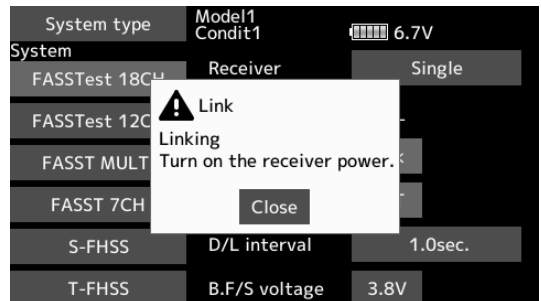 System type
Model1
Condit1
6.7V
System
FASSTest 18CH
Receiver
Single
FASSTest 12C
Link
Linking
Turn on the receiver power.
FASST MULT
FASST 7CH
Close
S-FHSS
D/L interval
1.0sec.
T-FHSS
B.F/S voltage
3.8V